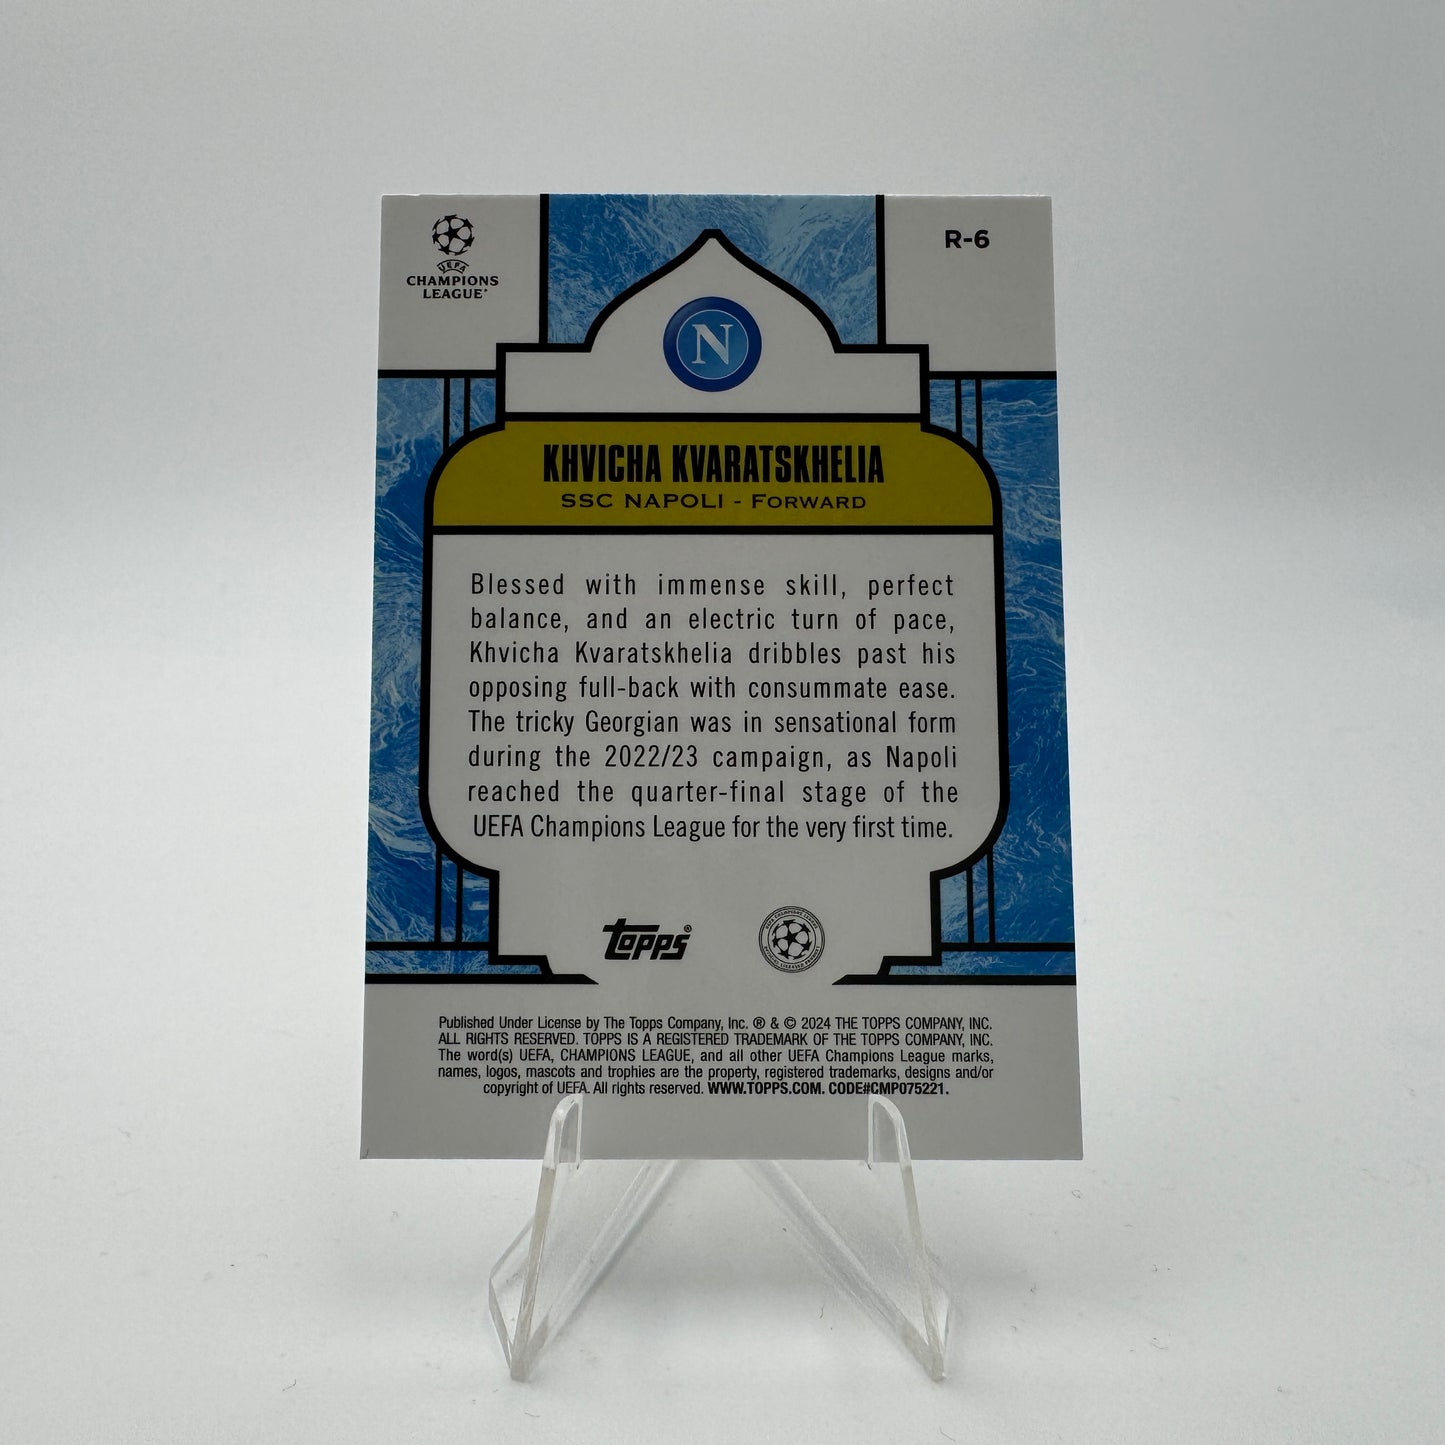 UEFA
CHAMPIONS
LEAGUE
R-6
N
KHVICHA KVARATSKHELIA
SSC NAPOLI - FORWARD
Blessed with immense skill, perfect
balance, and an electric turn of pace,
Khvicha Kvaratskhelia dribbles past his
opposing full-back with consummate ease.
The tricky Georgian was in sensational form
during the 2022/23 campaign, as Napoli
reached the quarter-final stage of the
UEFA Champions League for the very first time.
topps®
Published Under License by The Topps Company, Inc. ® & © 2024 THE TOPPS COMPANY, INC.
ALL RIGHTS RESERVED. TOPPS IS A REGISTERED TRADEMARK OF THE TOPPS COMPANY, INC.
The word(s) UEFA, CHAMPIONS LEAGUE, and all other UEFA Champions League marks,
names, logos, mascots and trophies are the property, registered trademarks, designs and/or
copyright of UEFA. All rights reserved. WWW.TOPPS.COM. CODE#CMP075221.